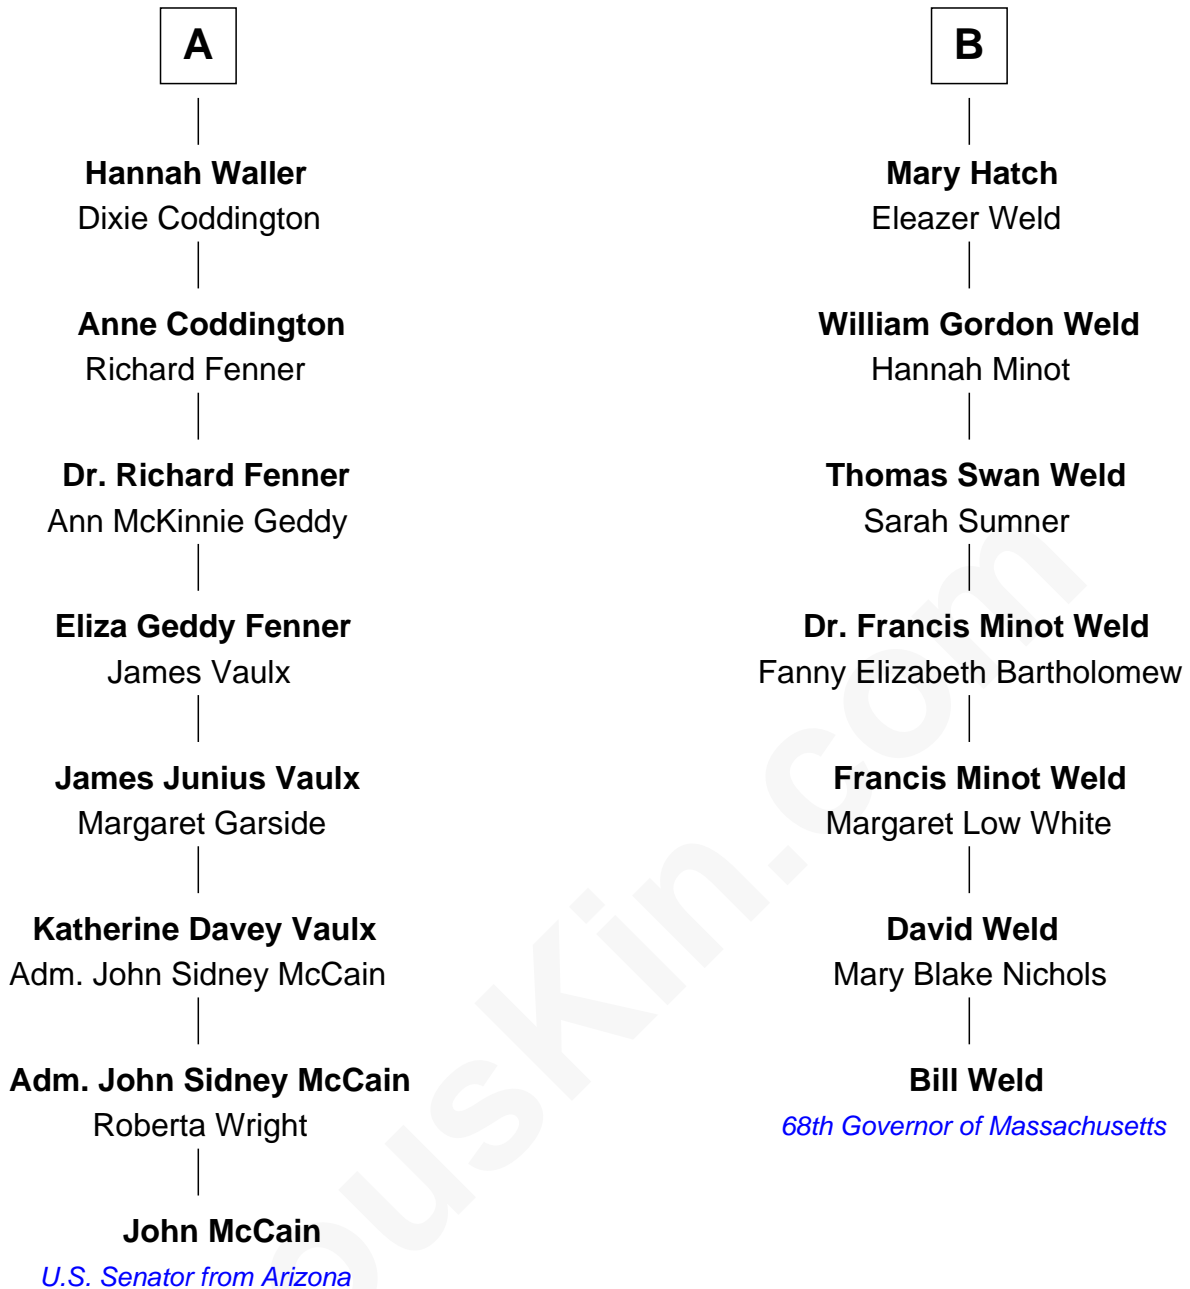 A
Hannah Waller
Dixie Coddington
Anne Coddington
Richard Fenner
Dr. Richard Fenner
Ann McKinnie Geddy
Eliza Geddy Fenner
James Vaulx
James Junius Vaulx
Margaret Garside
Katherine Davey Vaulx
Adm. John Sidney McCain
Adm. John Sidney McCain
Roberta Wright
John McCain
U.S. Senator from Arizona
B
Mary Hatch
Eleazer Weld
William Gordon Weld
Hannah Minot
Thomas Swan Weld
Sarah Sumner
Dr. Francis Minot Weld
Fanny Elizabeth Bartholomew
Francis Minot Weld
Margaret Low White
David Weld
Mary Blake Nichols
Bill Weld
68th Governor of Massachusetts
ousKin.com